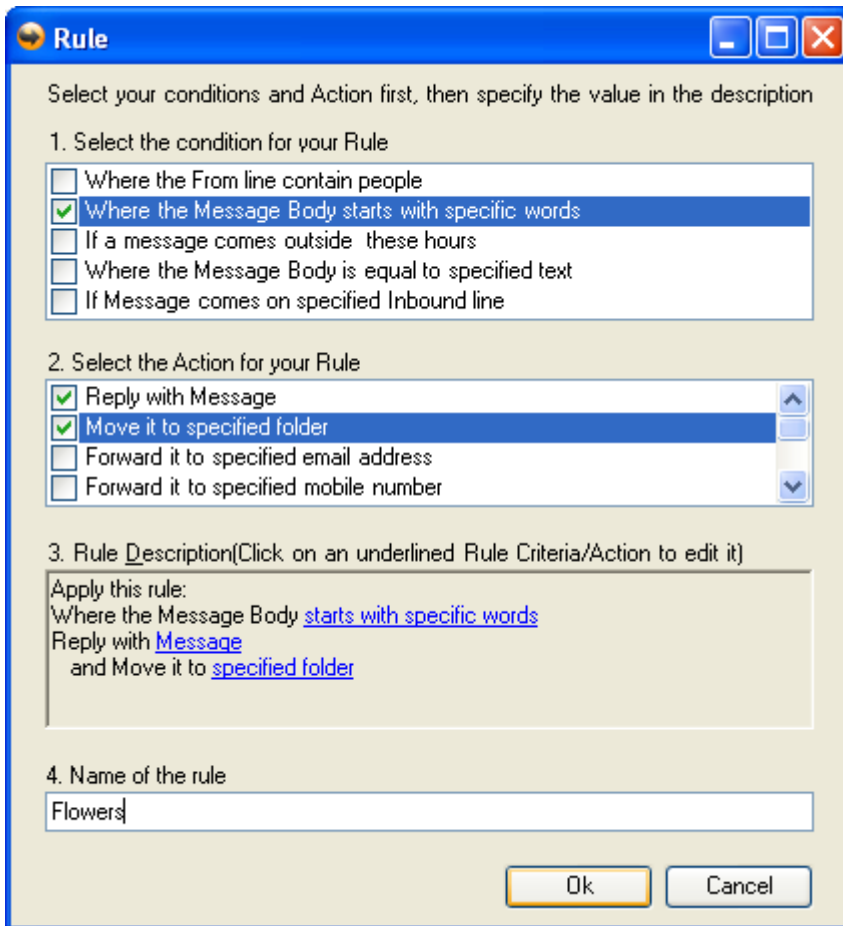 Rule
Select your conditions and Action first, then specify the value in the description
1. Select the condition for your Rule
Where the From line contain people
Where the Message Body starts with specific words
If a message comes outside  these hours
Where the Message Body is equal to specified text
If Message comes on specified Inbound line
2. Select the Action for your Rule
Reply with Message
Move it to specified folder
Forward it to specified email address
Forward it to specified mobile number
3. Rule Description(Click on an underlined Rule Criteria/Action to edit it)
Apply this rule:
Where the Message Body starts with specific words
Reply with Message
and Move it to specified folder
4. Name of the rule
Flowers
Ok Cancel